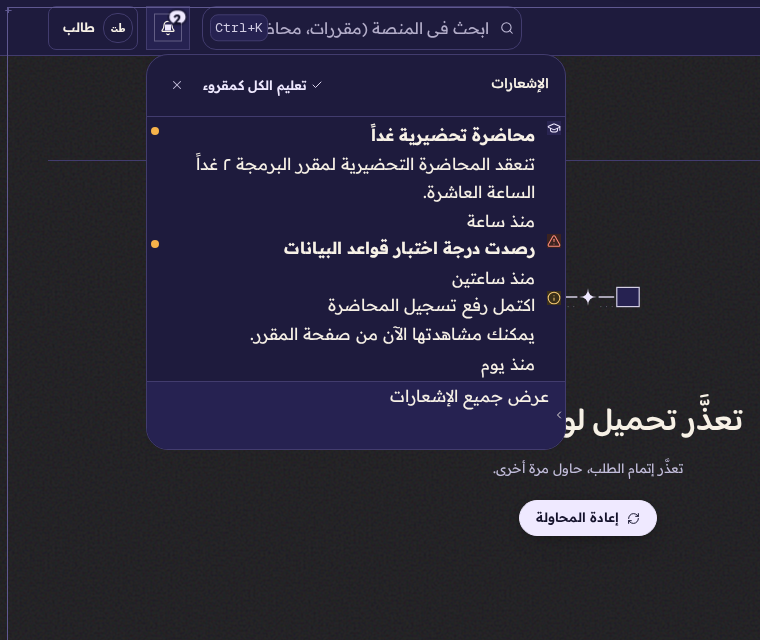 ابحث في المنصة (مقررات، محاضـ
Ctrl+K
2
طت
طالب
الإشعارات
تعليم الكل كمقروء
محاضرة تحضيرية غداً
تنعقد المحاضرة التحضيرية لمقرر البرمجة ٢ غداً
الساعة العاشرة.
منذ ساعة
رصدت درجة اختبار قواعد البيانات
منذ ساعتين
اكتمل رفع تسجيل المحاضرة
يمكنك مشاهدتها الآن من صفحة المقرر.
منذ يوم
عرض جميع الإشعارات
تعذَّر تحميل لو
تعذَّر إتمام الطلب، حاول مرة أخرى.
إعادة المحاولة